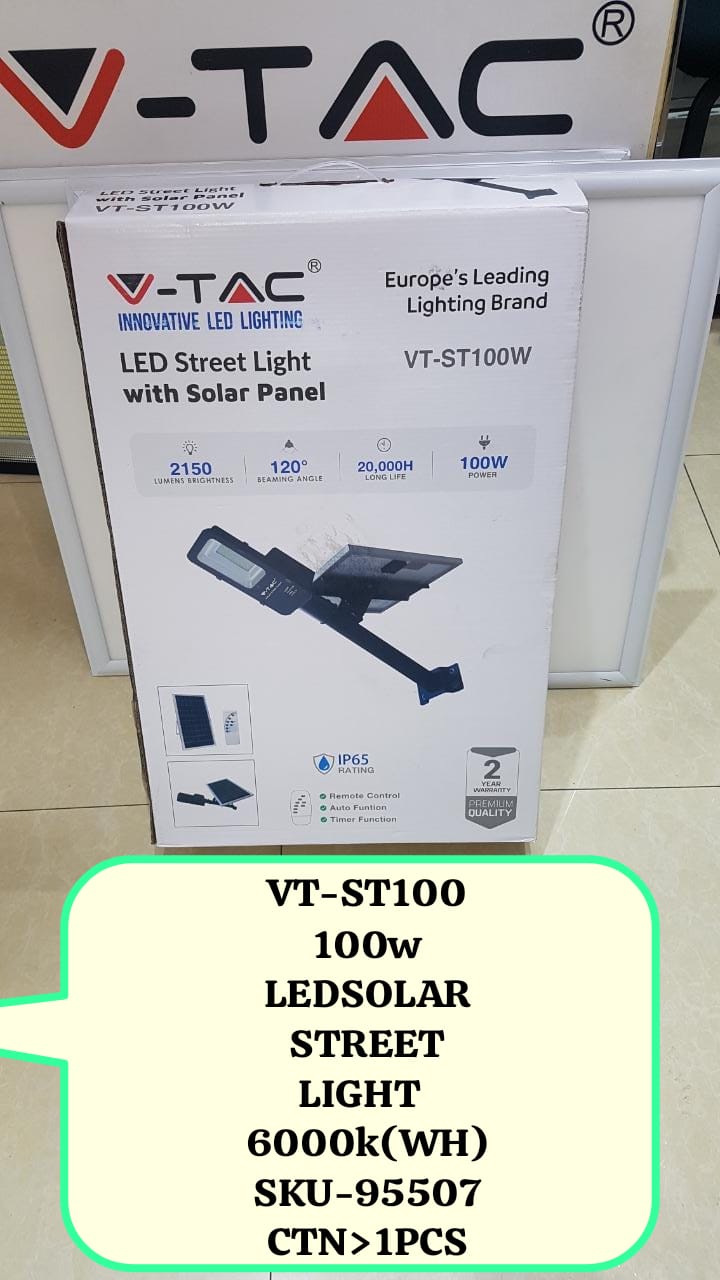 V-TAC®
LED Street Light
with Solar Panel
VT-ST100W
V-TAC®
INNOVATIVE LED LIGHTING
Europe's Leading
Lighting Brand
LED Street Light
with Solar Panel
VT-ST100W
2150
LUMENS BRIGHTNESS
120°
BEAMING ANGLE
20,000H
LONG LIFE
100W
POWER
V-TAC
IP65
RATING
Remote Control
Auto Funtion
Timer Function
2
YEAR
WARRANTY
PREMIUM
QUALITY
VT-ST100
100w
LEDSOLAR
STREET
LIGHT
6000k(WH)
SKU-95507
CTN>1PCS